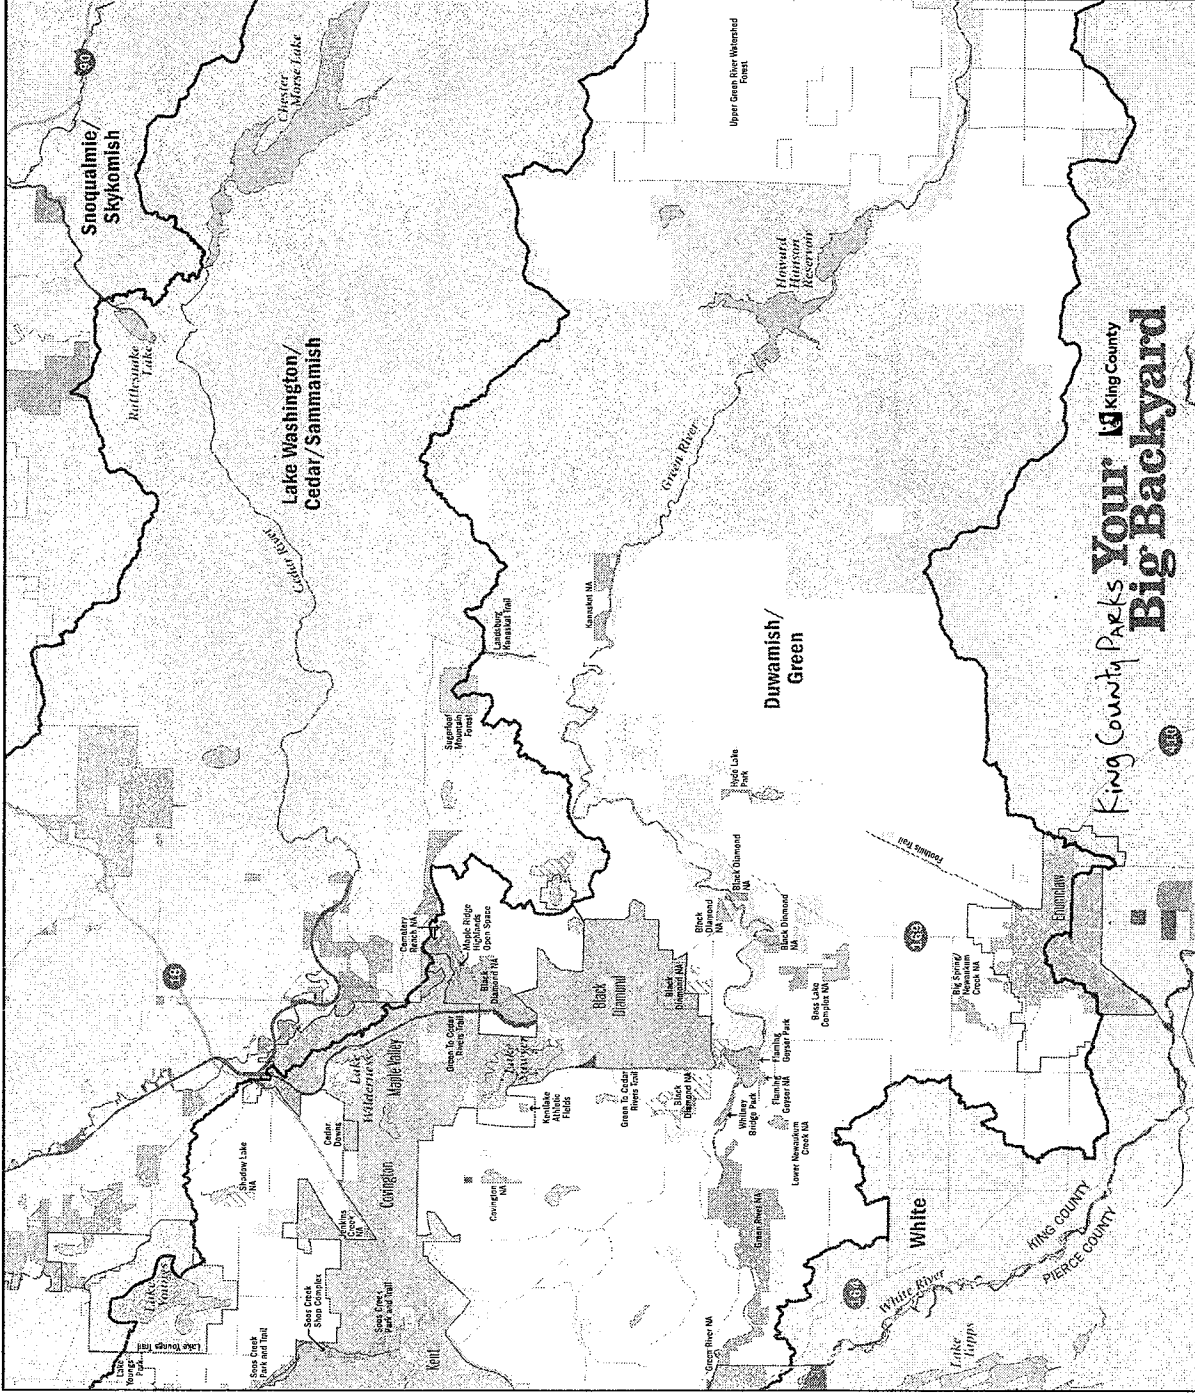 Lake
Youngs
Park
Lake Youngs Trail
Lake
Youngs
Soos Creek
Park and Trail
Soos Creek
Shop Complex
Shadow Lake
NA
Jenkins
Creek
NA
Cedar
Downs
Soos Creek
Park and Trail
Kent
Covington
Lake
Wilderness
Maple Valley
18
90
Snoqualmie/
Skykomish
Rattlesnake
Lake
Chester
Morse Lake
Lake Washington/
Cedar/Sammamish
Cedar River
Cemetery
Reach NA
Maple Ridge
Highlands
Open Space
Black
Diamond NA
Green To Cedar
Rivers Trail
Lake
Sawyer
Sugarloaf
Mountain
Forest
Landsburg
Kanaskat Trail
Covington
NA
Kentlake
Athletic
Fields
Green To Cedar
Rivers Trail
Black
Diamond
Black
Diamond NA
Black
Diamond NA
Kanaskat NA
Green River
Howard
Hanson
Reservoir
Upper Green River Watershed
Forest
Green River NA
Green River NA
Whitney
Bridge Park
Flaming
Geyser NA
Flaming
Geyser Park
Lower Newaukum
Creek NA
Black
Diamond
NA
Black Diamond
NA
Black Diamond
NA
Bass Lake
Complex NA
Hyde Lake
Park
Duwamish/
Green
Foothills Trail
169
Big Spring/
Newaukum
Creek NA
Enumclaw
White
White River
Lake
Tapps
KING COUNTY
PIERCE COUNTY
King County Parks
Your
King County
Big Backyard